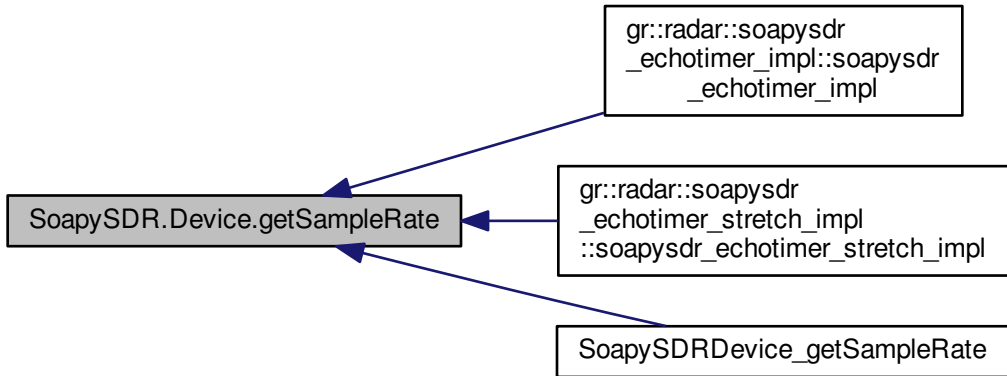 gr::radar::soapysdr
_echotimer_impl::soapysdr
_echotimer_impl
SoapySDR.Device.getSampleRate
gr::radar::soapysdr
_echotimer_stretch_impl
::soapysdr_echotimer_stretch_impl
SoapySDRDevice_getSampleRate